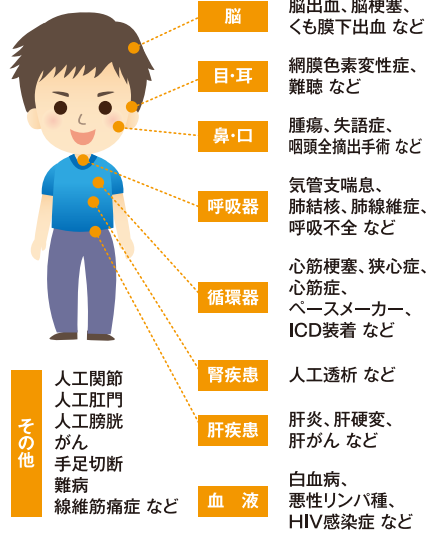 脳
脳出血、脳梗塞、
くも膜下出血 など
目・耳
網膜色素変性症、
難聴 など
鼻・口
腫瘍、失語症、
咽頭全摘出手術 など
呼吸器
気管支喘息、
肺結核、肺線維症、
呼吸不全 など
循環器
心筋梗塞、狭心症、
心筋症、
ペースメーカー、
ICD装着 など
腎疾患
人工透析 など
肝疾患
肝炎、肝硬変、
肝がん など
血 液
白血病、
悪性リンパ種、
HIV感染症 など
その他
人工関節
人工肛門
人工膀胱
がん
手足切断
難病
線維筋痛症 など